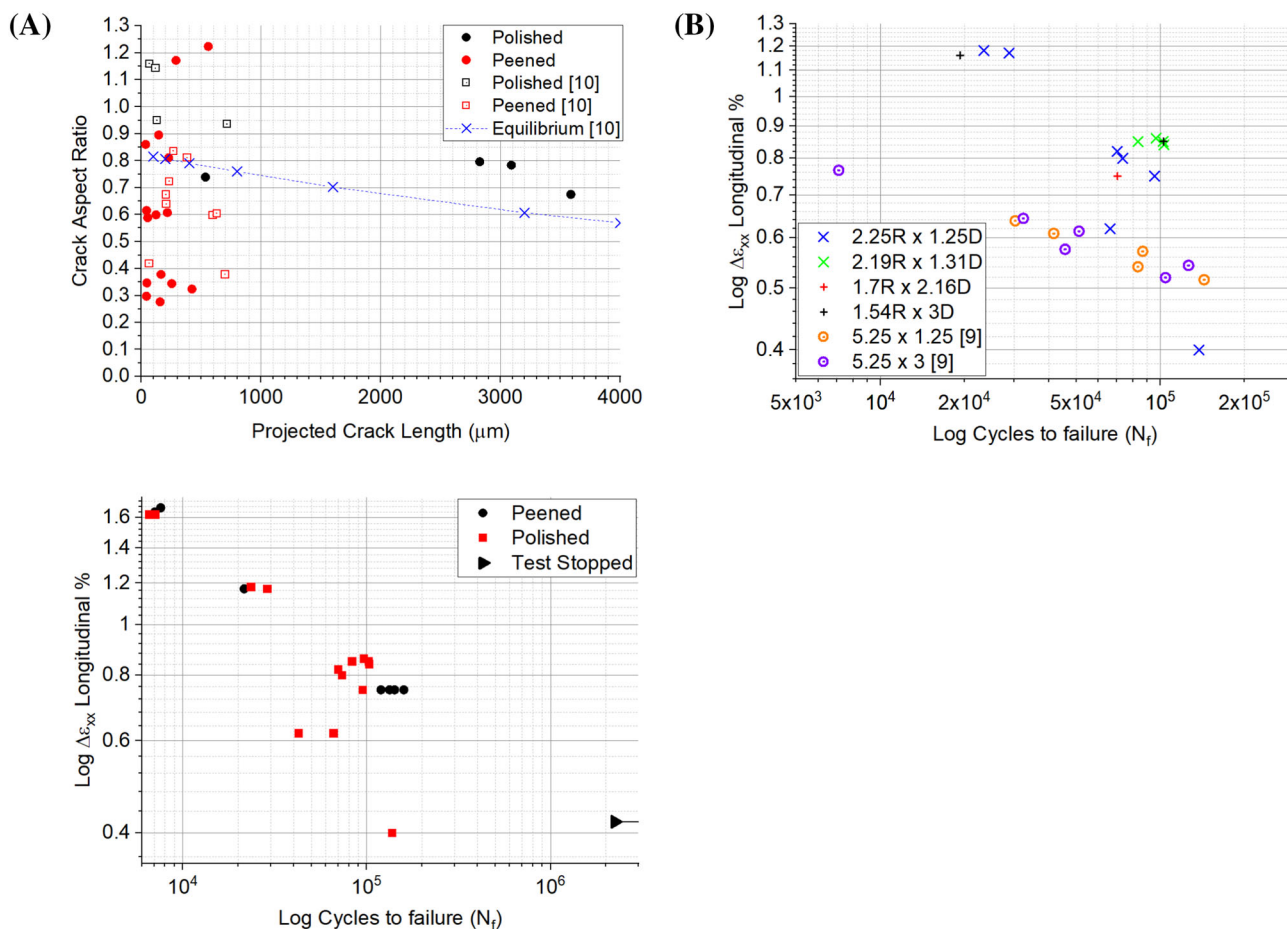 (A)
1.3
1.2
1.1
1.0
0.9
0.8
0.7
0.6
0.5
0.4
0.3
0.2
0.1
0.0
Crack Aspect Ratio
Polished
Peened
Polished [10]
Peened [10]
Equilibrium [10]
0 1000 2000 3000 4000
Projected Crack Length (μm)
(B)
1.3
1.2
1.1
1
0.9
0.8
0.7
0.6
0.5
0.4
Log Δεxx Longitudinal %
2.25R x 1.25D
2.19R x 1.31D
1.7R x 2.16D
1.54R x 3D
5.25 x 1.25 [9]
5.25 x 3 [9]
5x10³ 10⁴ 2x10⁴ 5x10⁴ 10⁵ 2x10⁵
Log Cycles to failure (Nf)
1.6
1.4
1.2
1
0.8
0.6
0.4
Log Δεxx Longitudinal %
Peened
Polished
Test Stopped
10⁴ 10⁵ 10⁶
Log Cycles to failure (Nf)